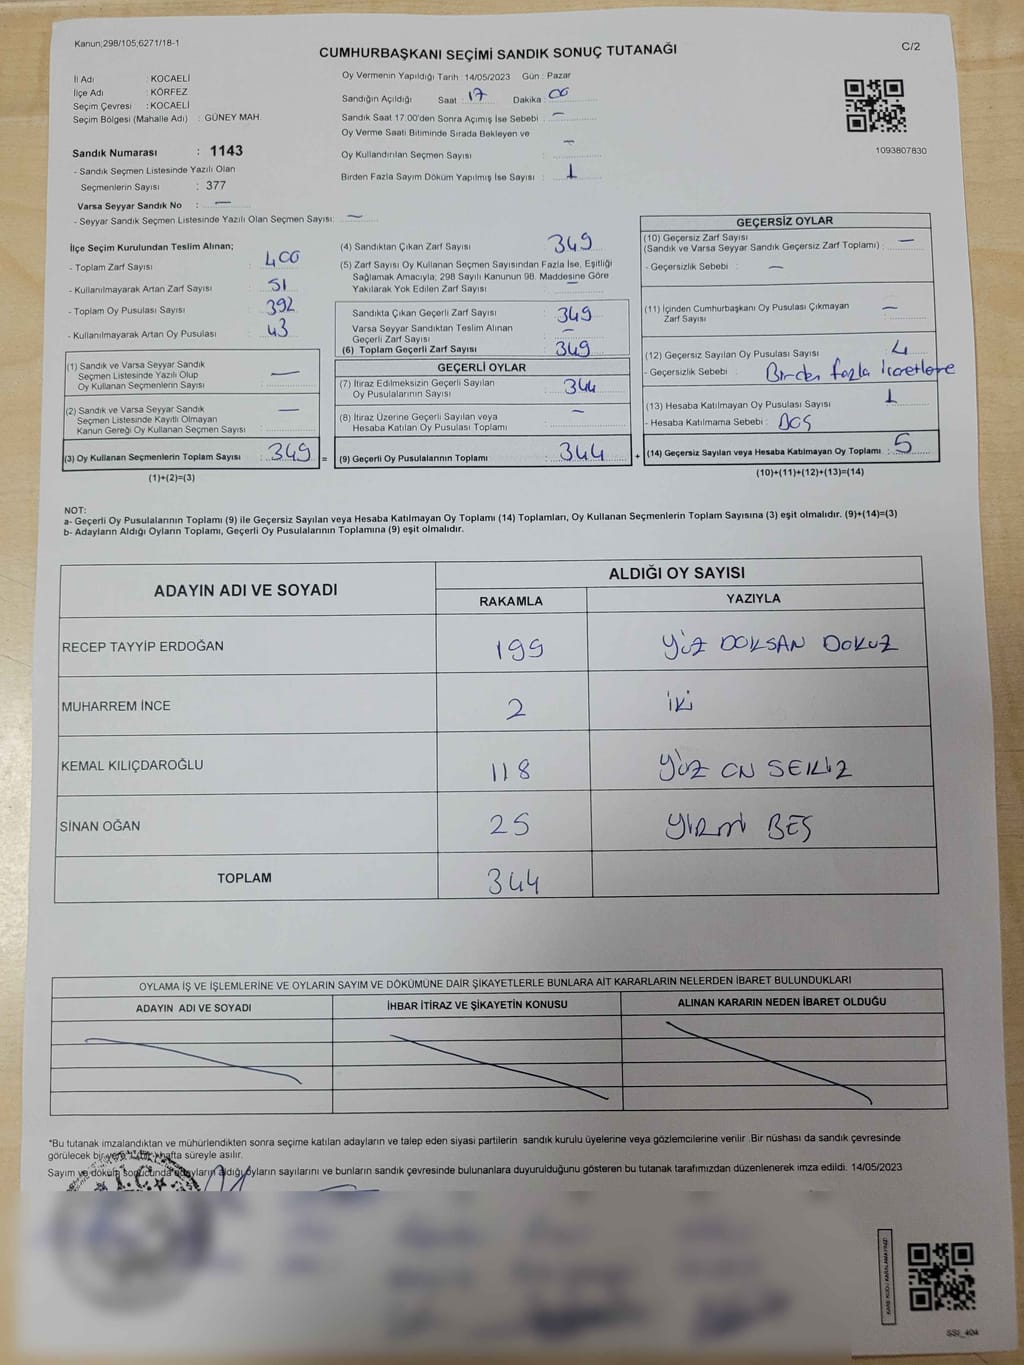 Kanun;298/105;6271/18-1
CUMHURBAŞKANI SEÇİMİ SANDIK SONUÇ TUTANAĞI
C/2
İl Adı : KOCAELİ
İlçe Adı : KÖRFEZ
Seçim Çevresi : KOCAELİ
Seçim Bölgesi (Mahalle Adı) : GÜNEY MAH.
Sandık Numarası : 1143
- Sandık Seçmen Listesinde Yazılı Olan
Seçmenlerin Sayısı : 377
Varsa Seyyar Sandık No : —
- Seyyar Sandık Seçmen Listesinde Yazılı Olan Seçmen Sayısı: —
Oy Vermenin Yapıldığı Tarih : 14/05/2023 Gün : Pazar
Sandığın Açıldığı Saat : 17 Dakika : 00
Sandık Saat 17:00'den Sonra Açımış İse Sebebi : —
Oy Verme Saati Bitiminde Sırada Bekleyen ve
Oy Kullandırılan Seçmen Sayısı : —
Birden Fazla Sayım Döküm Yapılmış İse Sayısı : 1
1093807830
İlçe Seçim Kurulundan Teslim Alınan;
- Toplam Zarf Sayısı : 400
- Kullanılmayarak Artan Zarf Sayısı : 51
- Toplam Oy Pusulası Sayısı : 392
- Kullanılmayarak Artan Oy Pusulası : 43
(1) Sandık ve Varsa Seyyar Sandık
Seçmen Listesinde Yazılı Olup
Oy Kullanan Seçmenlerin Sayısı : —
(2) Sandık ve Varsa Seyyar Sandık
Seçmen Listesinde Kayıtlı Olmayan
Kanun Gereği Oy Kullanan Seçmen Sayısı : —
(3) Oy Kullanan Seçmenlerin Toplam Sayısı : 349 =
(1)+(2)=(3)
(4) Sandıktan Çıkan Zarf Sayısı : 349
(5) Zarf Sayısı Oy Kullanan Seçmen Sayısından Fazla İse, Eşitliği
Sağlamak Amacıyla, 298 Sayılı Kanunun 98. Maddesine Göre
Yakılarak Yok Edilen Zarf Sayısı : —
Sandıkta Çıkan Geçerli Zarf Sayısı : 349
Varsa Seyyar Sandıktan Teslim Alınan
Geçerli Zarf Sayısı : —
(6) Toplam Geçerli Zarf Sayısı : 349
GEÇERLİ OYLAR
(7) İtiraz Edilmeksizin Geçerli Sayılan
Oy Pusulalarının Sayısı : 344
(8) İtiraz Üzerine Geçerli Sayılan veya
Hesaba Katılan Oy Pusulası Toplamı : —
(9) Geçerli Oy Pusulalarının Toplamı : 344 +
GEÇERSİZ OYLAR
(10) Geçersiz Zarf Sayısı
(Sandık ve Varsa Seyyar Sandık Geçersiz Zarf Toplamı) : —
- Geçersizlik Sebebi : —
(11) İçinden Cumhurbaşkanı Oy Pusulası Çıkmayan
Zarf Sayısı : —
(12) Geçersiz Sayılan Oy Pusulası Sayısı : 4
- Geçersizlik Sebebi : Birden fazla
(13) Hesaba Katılmayan Oy Pusulası Sayısı : 1
- Hesaba Katılmama Sebebi : BOŞ
(14) Geçersiz Sayılan veya Hesaba Katılmayan Oy Toplamı : 5
(10)+(11)+(12)+(13)=(14)
NOT:
a- Geçerli Oy Pusulalarının Toplamı (9) ile Geçersiz Sayılan veya Hesaba Katılmayan Oy Toplamı (14) Toplamları, Oy Kullanan Seçmenlerin Toplam Sayısına (3) eşit olmalıdır. (9)+(14)=(3)
b- Adayların Aldığı Oyların Toplamı, Geçerli Oy Pusulalarının Toplamına (9) eşit olmalıdır.
ADAYIN ADI VE SOYADI
ALDIĞI OY SAYISI
RAKAMLA YAZIYLA
RECEP TAYYİP ERDOĞAN 199 YÜZ DOKSAN DOKUZ
MUHARREM İNCE 2 iki
KEMAL KILIÇDAROĞLU 118 YÜZ ON SEKİZ
SİNAN OĞAN 25 YİRMİ BEŞ
TOPLAM 344
OYLAMA İŞ VE İŞLEMLERİNE VE OYLARIN SAYIM VE DÖKÜMÜNE DAİR ŞİKAYETLERLE BUNLARA AİT KARARLARIN NELERDEN İBARET BULUNDUKLARI
ADAYIN ADI VE SOYADI İHBAR İTİRAZ VE ŞİKAYETİN KONUSU ALINAN KARARIN NEDEN İBARET OLDUĞU
*Bu tutanak imzalandıktan ve mühürlendikten sonra seçime katılan adayların ve talep eden siyasi partilerin sandık kurulu üyelerine veya gözlemcilerine verilir .Bir nüshası da sandık çevresinde
görülecek bir yere bir hafta süreyle asılır.
Sayım ve döküm sonucunda adayların aldığı oyların sayılarını ve bunların sandık çevresinde bulunanlara duyurulduğunu gösteren bu tutanak tarafımızdan düzenlenerek imza edildi. 14/05/2023
T.C.
KARE KODU KARALAMAYINIZ!
SSİ_404